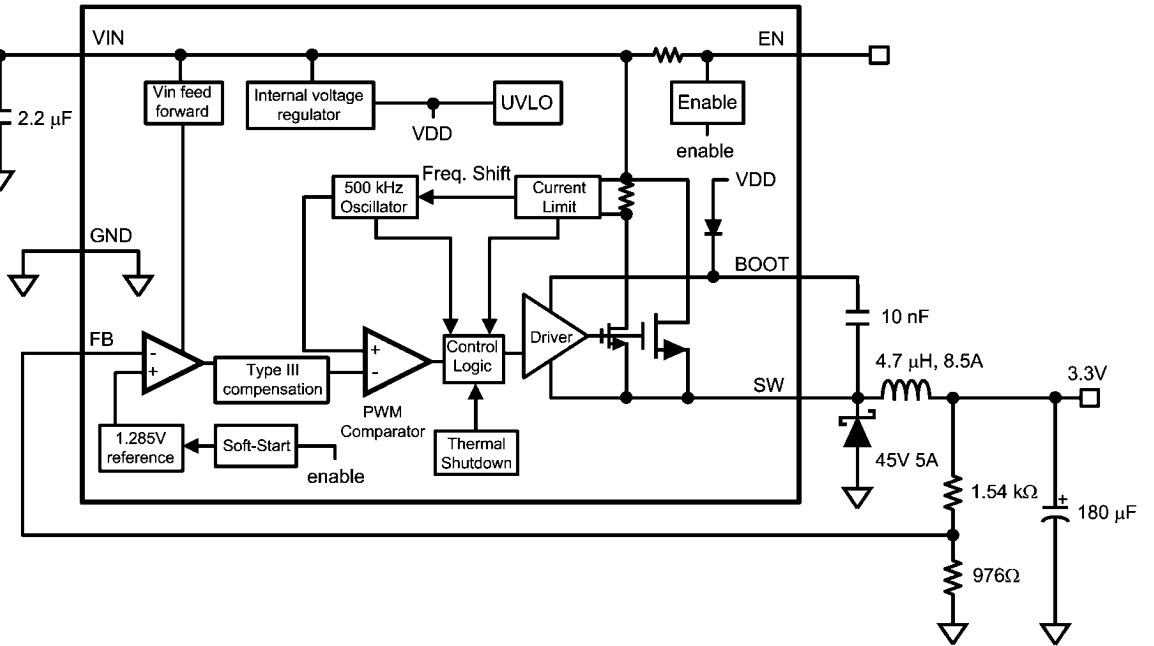 VIN
EN
Vin feed
forward
Internal voltage
regulator
UVLO
Enable
2.2 μF
VDD
enable
Freq. Shift
500 kHz
Oscillator
Current
Limit
VDD
GND
BOOT
10 nF
FB
-
+
Type III
compensation
+
-
PWM
Comparator
Control
Logic
Driver
4.7 μH, 8.5A
SW
3.3V
1.285V
reference
Soft-Start
enable
Thermal
Shutdown
45V 5A
1.54 kΩ
+
180 μF
976Ω